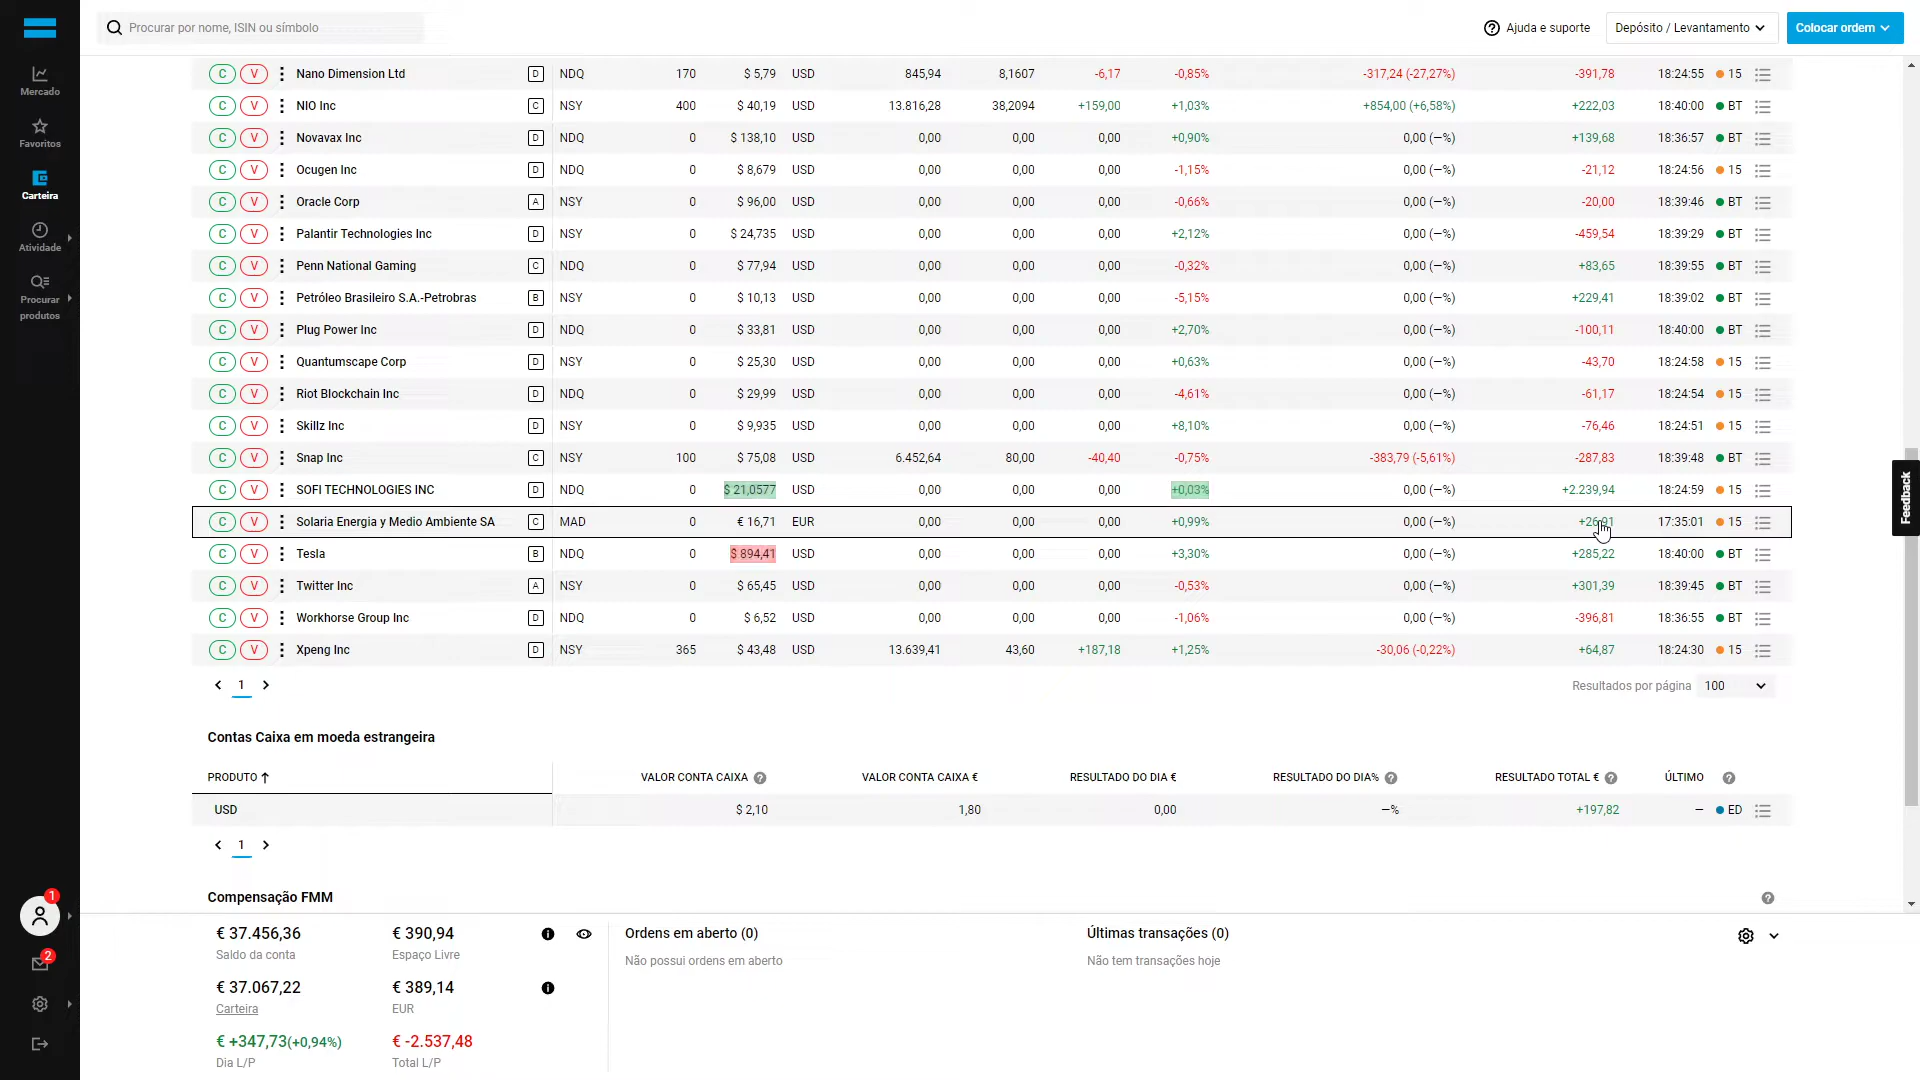 Procurar por nome, ISIN ou símbolo
Ajuda e suporte
Depósito / Levantamento
Colocar ordem
Mercado
Favoritos
Carteira
Atividade
Procurar
produtos
1
2
C V Nano Dimension Ltd D NDQ 170 $ 5,79 USD 845,94 8,1607 -6,17 -0,85% -317,24 (-27,27%) -391,78 18:24:55 15
C V NIO Inc C NSY 400 $ 40,19 USD 13.816,28 38,2094 +159,00 +1,03% +854,00 (+6,58%) +222,03 18:40:00 BT
C V Novavax Inc D NDQ 0 $ 138,10 USD 0,00 0,00 0,00 +0,90% 0,00 (—%) +139,68 18:36:57 BT
C V Ocugen Inc D NDQ 0 $ 8,679 USD 0,00 0,00 0,00 -1,15% 0,00 (—%) -21,12 18:24:56 15
C V Oracle Corp A NSY 0 $ 96,00 USD 0,00 0,00 0,00 -0,66% 0,00 (—%) -20,00 18:39:46 BT
C V Palantir Technologies Inc D NSY 0 $ 24,735 USD 0,00 0,00 0,00 +2,12% 0,00 (—%) -459,54 18:39:29 BT
C V Penn National Gaming C NDQ 0 $ 77,94 USD 0,00 0,00 0,00 -0,32% 0,00 (—%) +83,65 18:39:55 BT
C V Petróleo Brasileiro S.A.-Petrobras B NSY 0 $ 10,13 USD 0,00 0,00 0,00 -5,15% 0,00 (—%) +229,41 18:39:02 BT
C V Plug Power Inc D NDQ 0 $ 33,81 USD 0,00 0,00 0,00 +2,70% 0,00 (—%) -100,11 18:40:00 BT
C V Quantumscape Corp D NSY 0 $ 25,30 USD 0,00 0,00 0,00 +0,63% 0,00 (—%) -43,70 18:24:58 15
C V Riot Blockchain Inc D NDQ 0 $ 29,99 USD 0,00 0,00 0,00 -4,61% 0,00 (—%) -61,17 18:24:54 15
C V Skillz Inc D NSY 0 $ 9,935 USD 0,00 0,00 0,00 +8,10% 0,00 (—%) -76,46 18:24:51 15
C V Snap Inc C NSY 100 $ 75,08 USD 6.452,64 80,00 -40,40 -0,75% -383,79 (-5,61%) -287,83 18:39:48 BT
C V SOFI TECHNOLOGIES INC D NDQ 0 $ 21,0577 USD 0,00 0,00 0,00 +0,03% 0,00 (—%) +2.239,94 18:24:59 15
C V Solaria Energia y Medio Ambiente SA C MAD 0 € 16,71 EUR 0,00 0,00 0,00 +0,99% 0,00 (—%) +26,91 17:35:01 15
C V Tesla B NDQ 0 $ 894,41 USD 0,00 0,00 0,00 +3,30% 0,00 (—%) +285,22 18:40:00 BT
C V Twitter Inc A NSY 0 $ 65,45 USD 0,00 0,00 0,00 -0,53% 0,00 (—%) +301,39 18:39:45 BT
C V Workhorse Group Inc D NDQ 0 $ 6,52 USD 0,00 0,00 0,00 -1,06% 0,00 (—%) -396,81 18:36:55 BT
C V Xpeng Inc D NSY 365 $ 43,48 USD 13.639,41 43,60 +187,18 +1,25% -30,06 (-0,22%) +64,87 18:24:30 15
1
Resultados por página 100
Feedback
Contas Caixa em moeda estrangeira
PRODUTO VALOR CONTA CAIXA VALOR CONTA CAIXA € RESULTADO DO DIA € RESULTADO DO DIA% RESULTADO TOTAL € ÚLTIMO
USD $ 2,10 1,80 0,00 —% +197,82 — ED
1
Compensação FMM
€ 37.456,36 € 390,94
Saldo da conta Espaço Livre
€ 37.067,22 € 389,14
Carteira EUR
€ +347,73(+0,94%) € -2.537,48
Dia L/P Total L/P
Ordens em aberto (0)
Não possui ordens em aberto
Últimas transações (0)
Não tem transações hoje